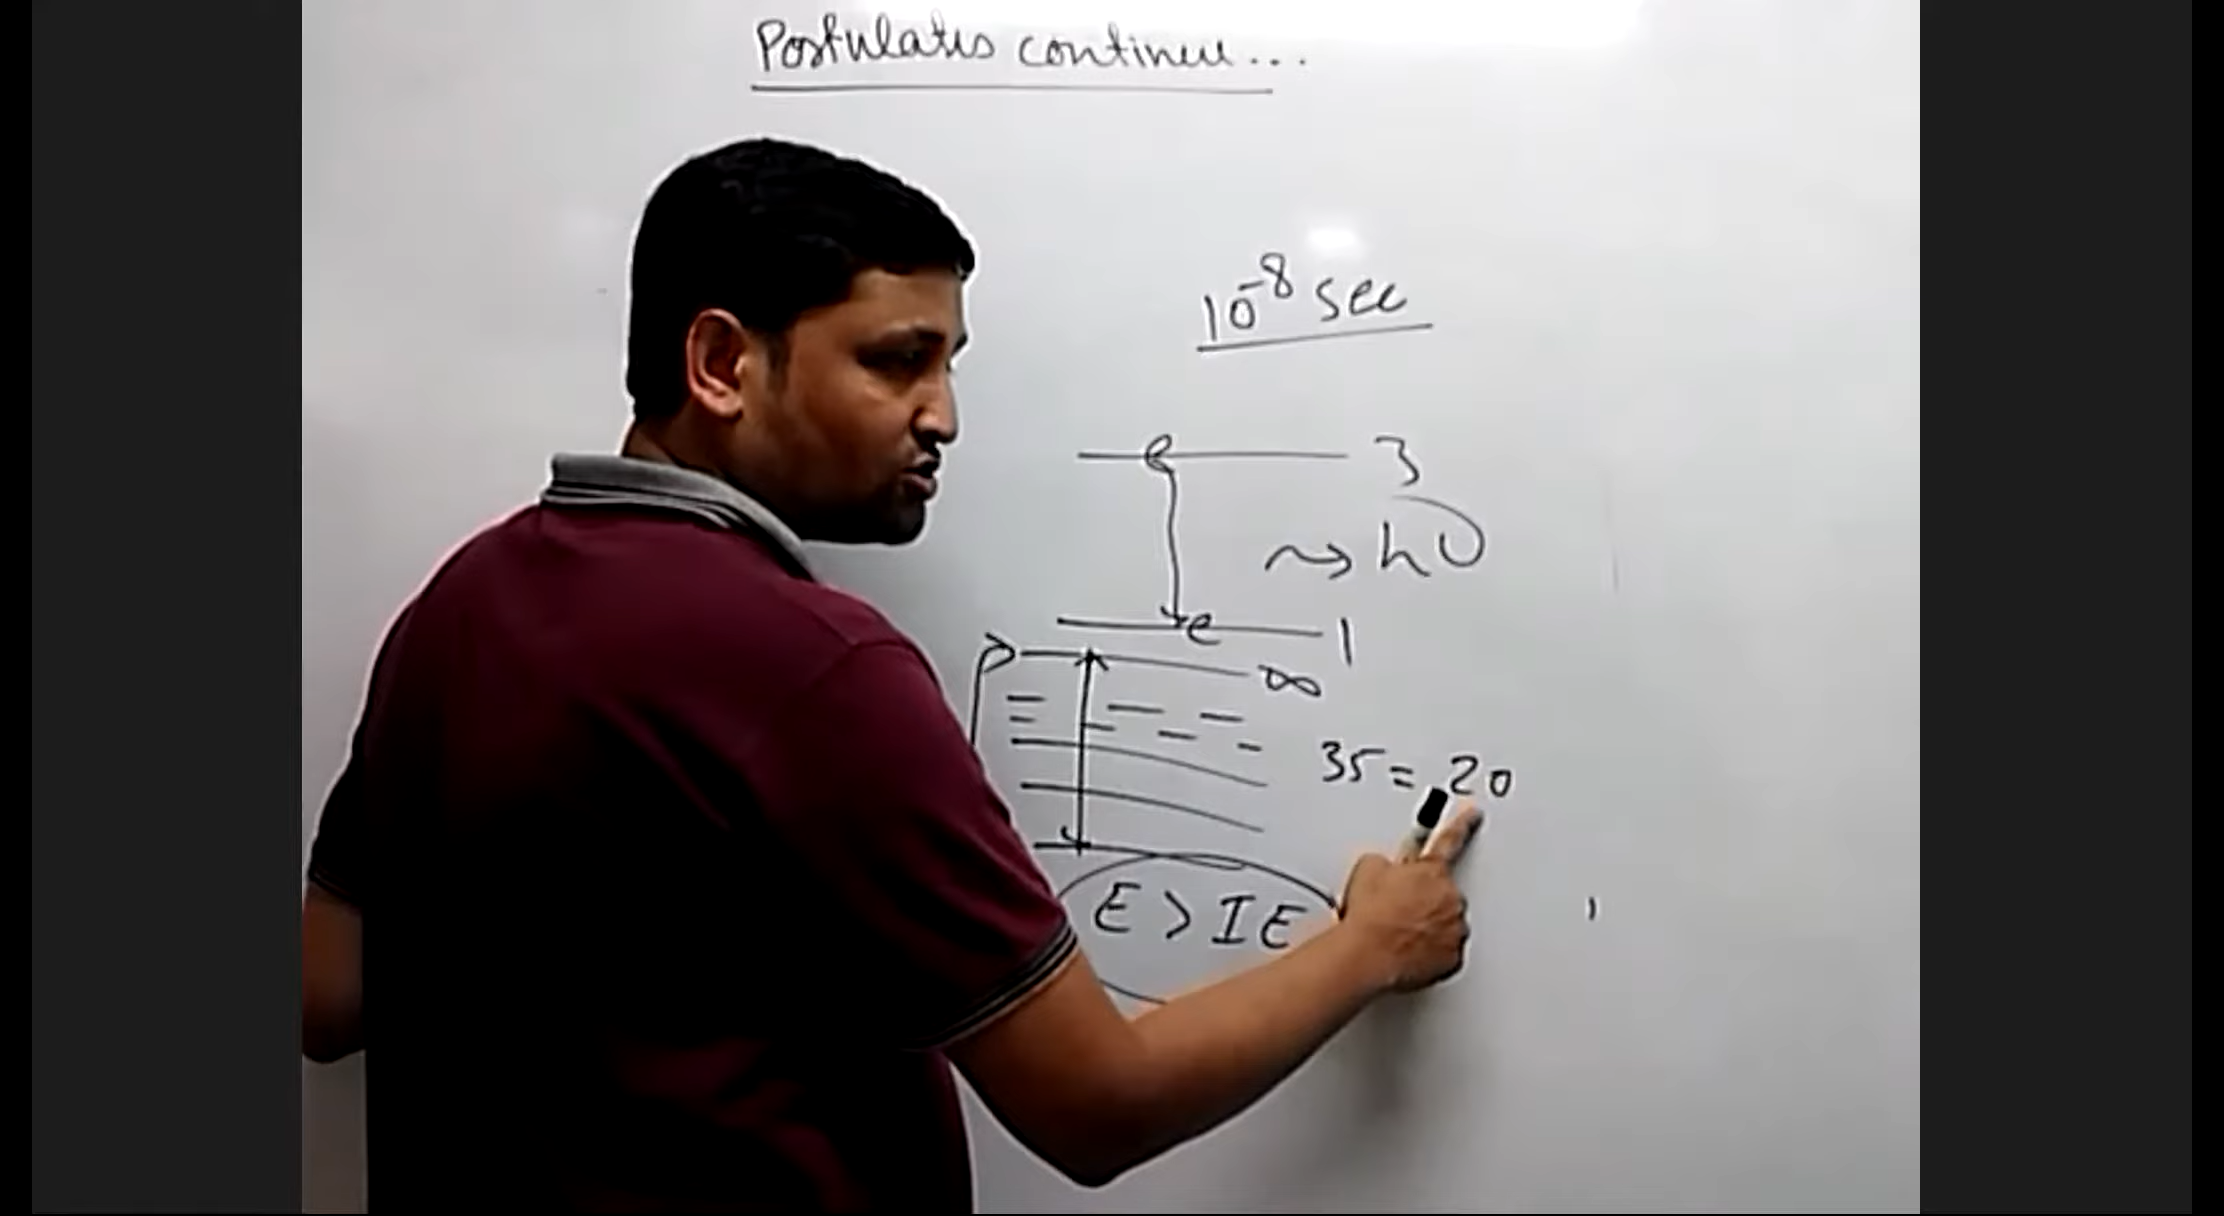 Postulates continue...
10⁻⁸ sec
e 3
hν
e 1
∞
35 = 20
E > IE